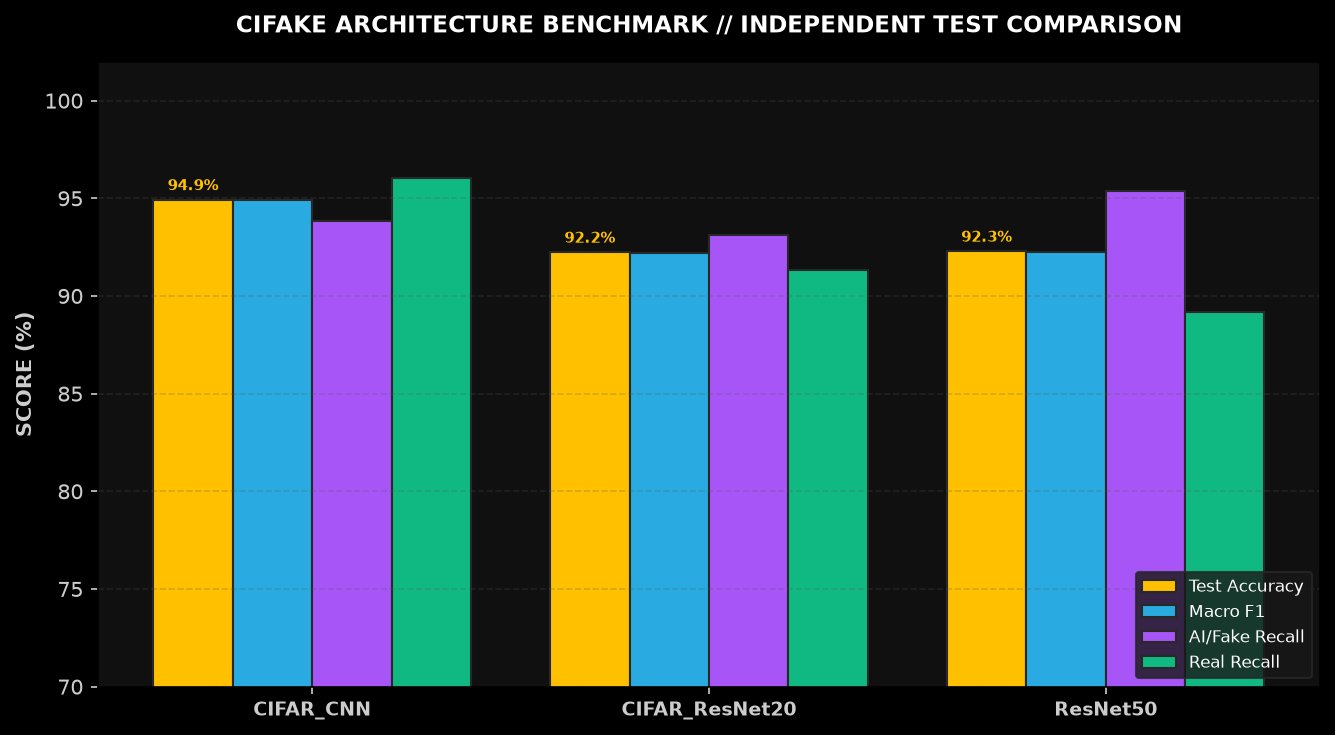 CIFAKE ARCHITECTURE BENCHMARK // INDEPENDENT TEST COMPARISON
SCORE (%)
100
95
90
85
80
75
70
94.9%
92.2%
92.3%
CIFAR_CNN
CIFAR_ResNet20
ResNet50
Test Accuracy
Macro F1
AI/Fake Recall
Real Recall